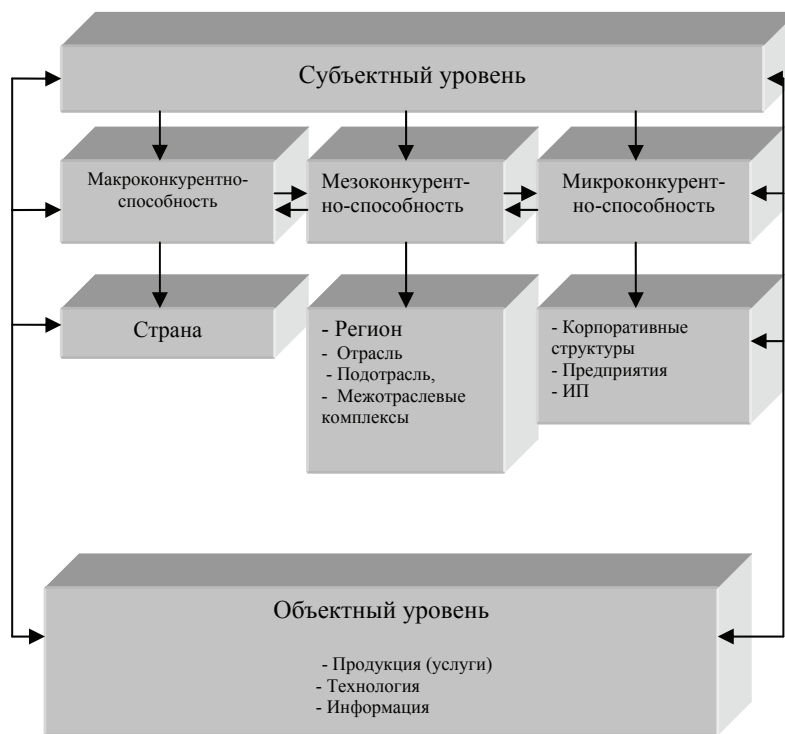 Субъектный уровень
Макроконкурентно-
способность
Мезоконкурент-
но-способность
Микроконкурент-
но-способность
Страна
- Регион
- Отрасль
- Подотрасль,
- Межотраслевые
комплексы
- Корпоративные
структуры
- Предприятия
- ИП
Объектный уровень
- Продукция (услуги)
- Технология
- Информация